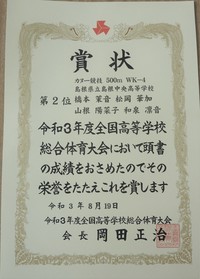 賞状
カヌー競技 500m WK-4
島根県立島根中央高等学校
第2位 橋本 茉音 松岡 華加
山根 陽菜子 和泉 凛音
令和3年度全国高等学校
総合体育大会において頭書
の成績をおさめたのでその
栄誉をたたえこれを賞します
令和3年8月19日
令和3年度全国高等学校総合体育大会
会長 岡田正治